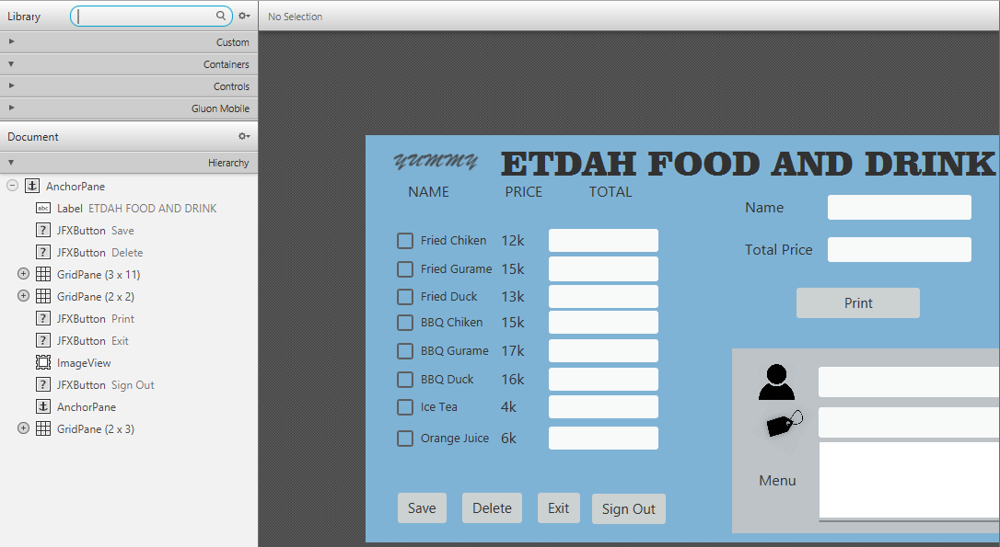 Library
No Selection
Custom
Containers
Controls
Gluon Mobile
Document
Hierarchy
AnchorPane
abc Label ETDAH FOOD AND DRINK
? JFXButton Save
? JFXButton Delete
GridPane (3 x 11)
GridPane (2 x 2)
? JFXButton Print
? JFXButton Exit
ImageView
? JFXButton Sign Out
AnchorPane
GridPane (2 x 3)
YUMMY ETDAH FOOD AND DRINK
NAME PRICE TOTAL
Fried Chiken 12k
Fried Gurame 15k
Fried Duck 13k
BBQ Chiken 15k
BBQ Gurame 17k
BBQ Duck 16k
Ice Tea 4k
Orange Juice 6k
Save Delete Exit Sign Out
Name
Total Price
Print
Menu